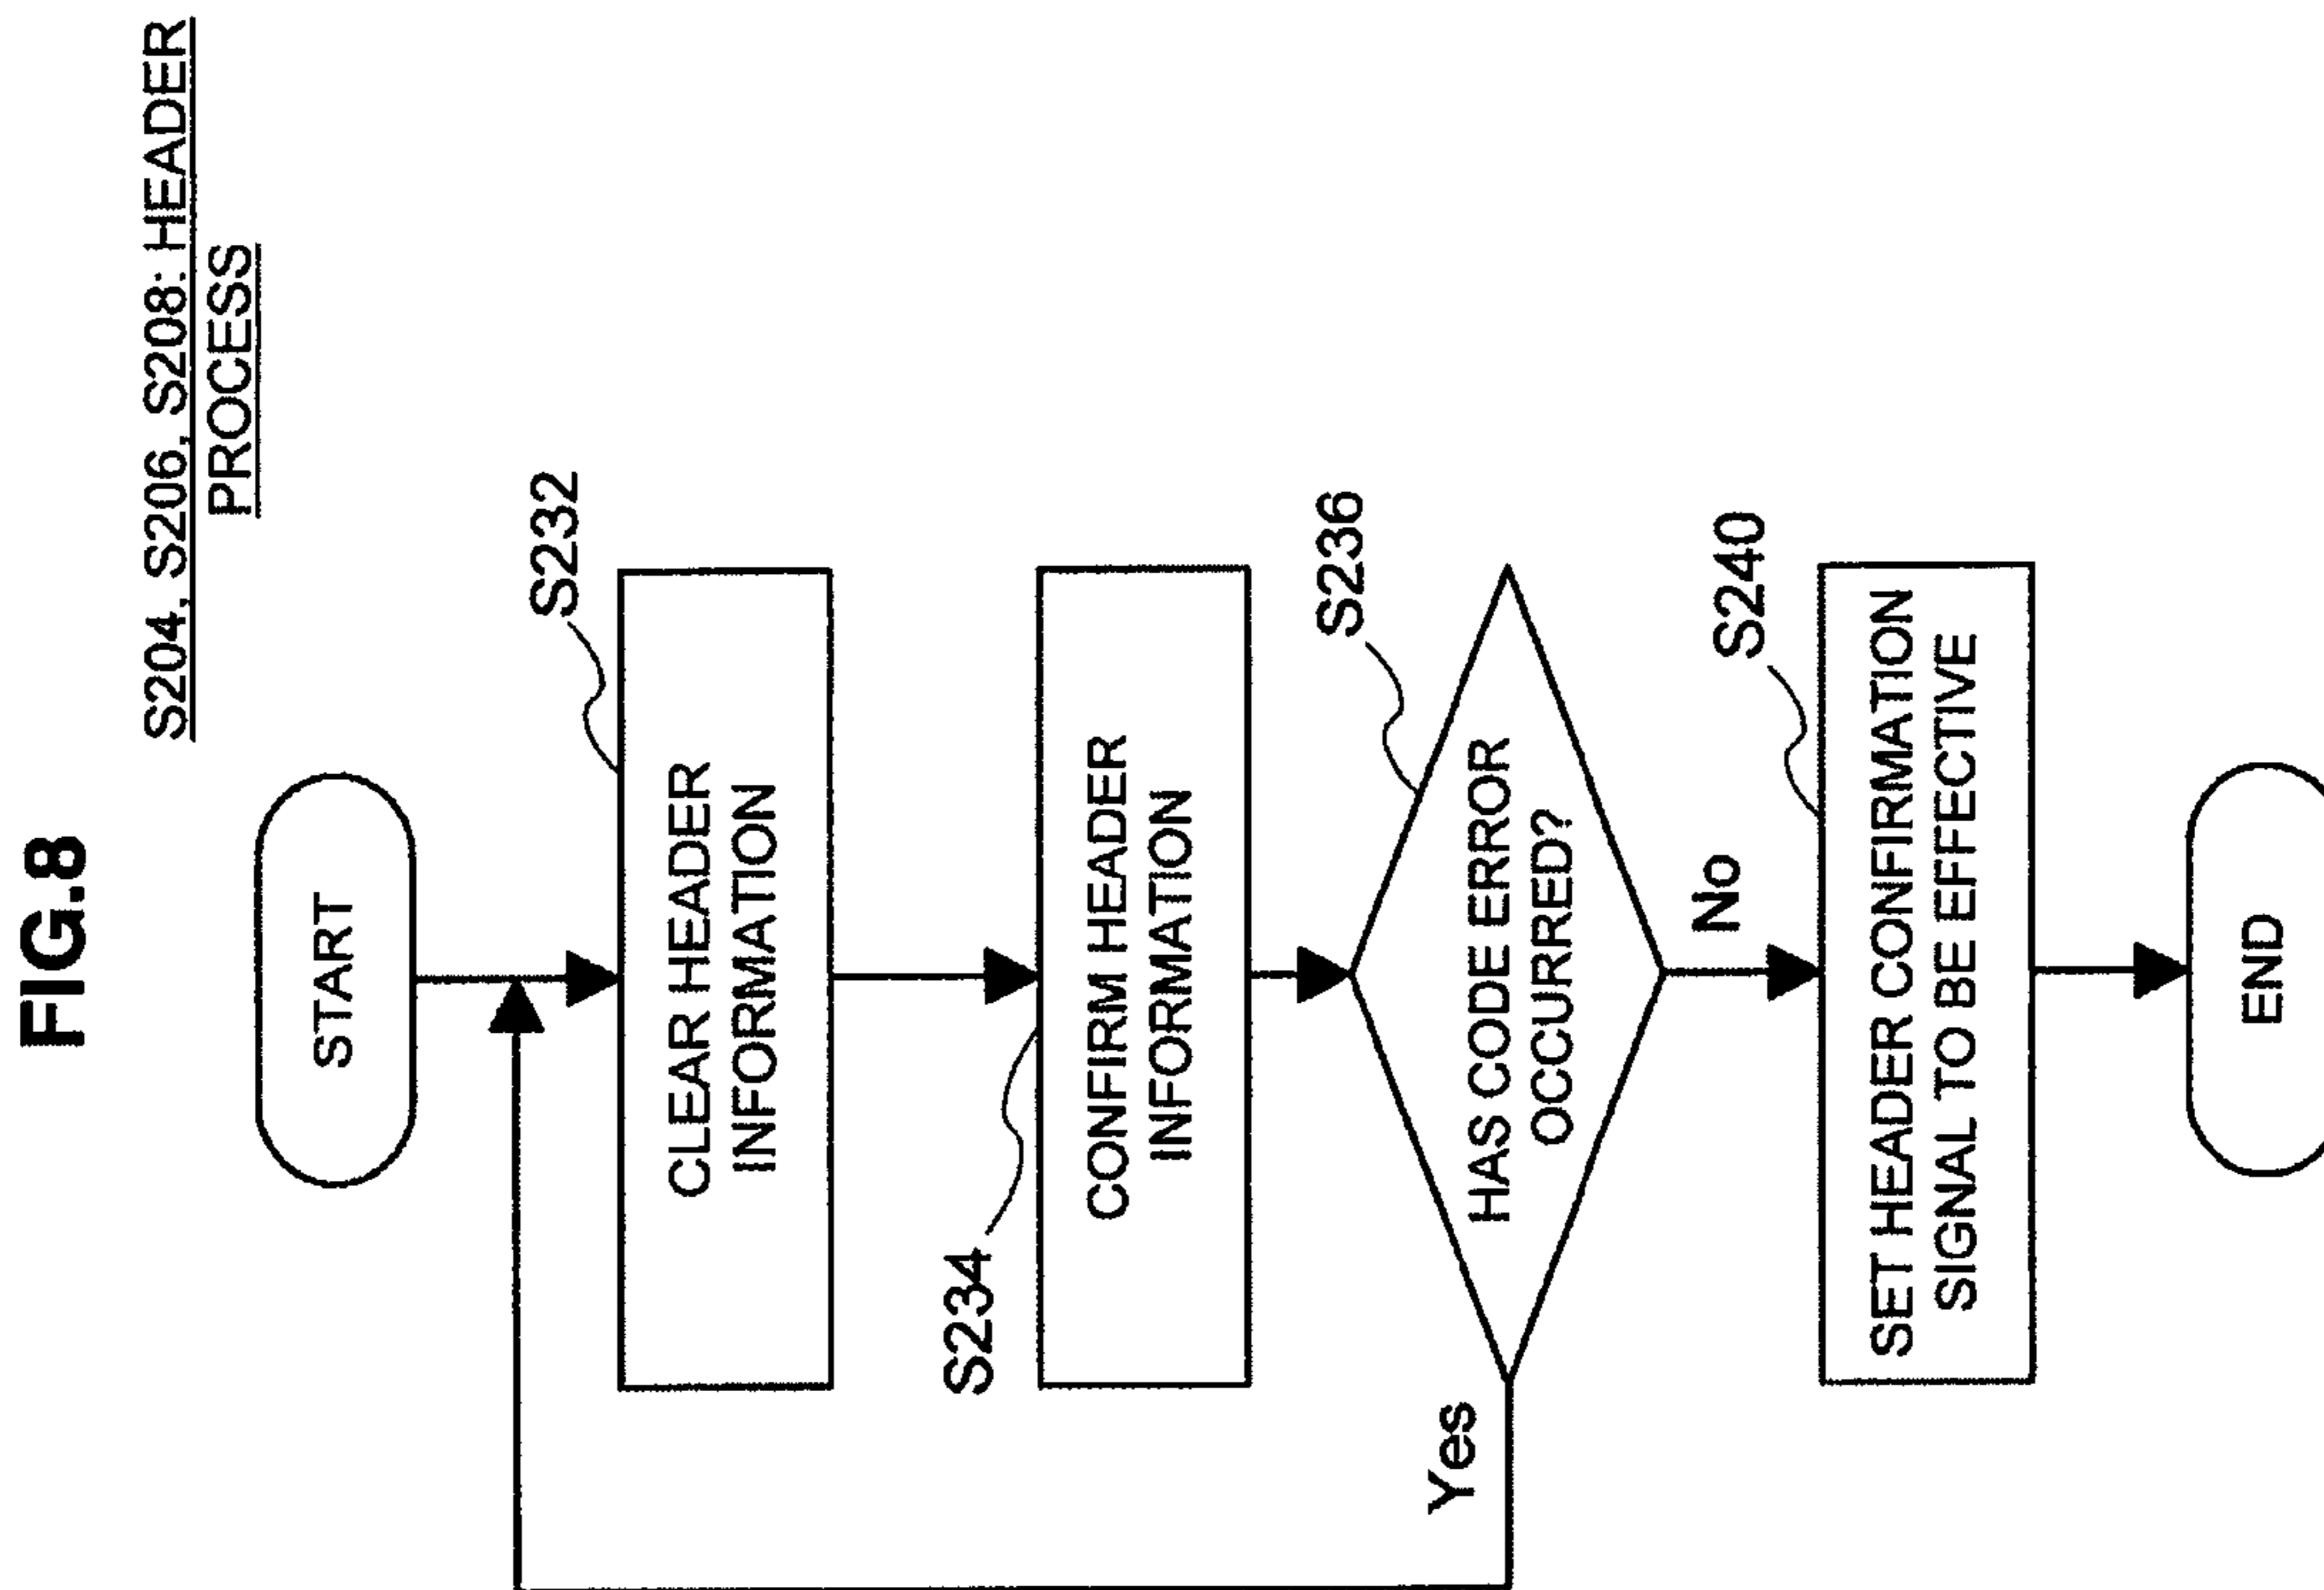 FIG.8
S204, S206, S208: HEADER
PROCESS
START
S232
CLEAR HEADER
INFORMATION
S234
CONFIRM HEADER
INFORMATION
S236
HAS CODE ERROR
OCCURRED?
Yes
No
S240
SET HEADER CONFIRMATION
SIGNAL TO BE EFFECTIVE
END